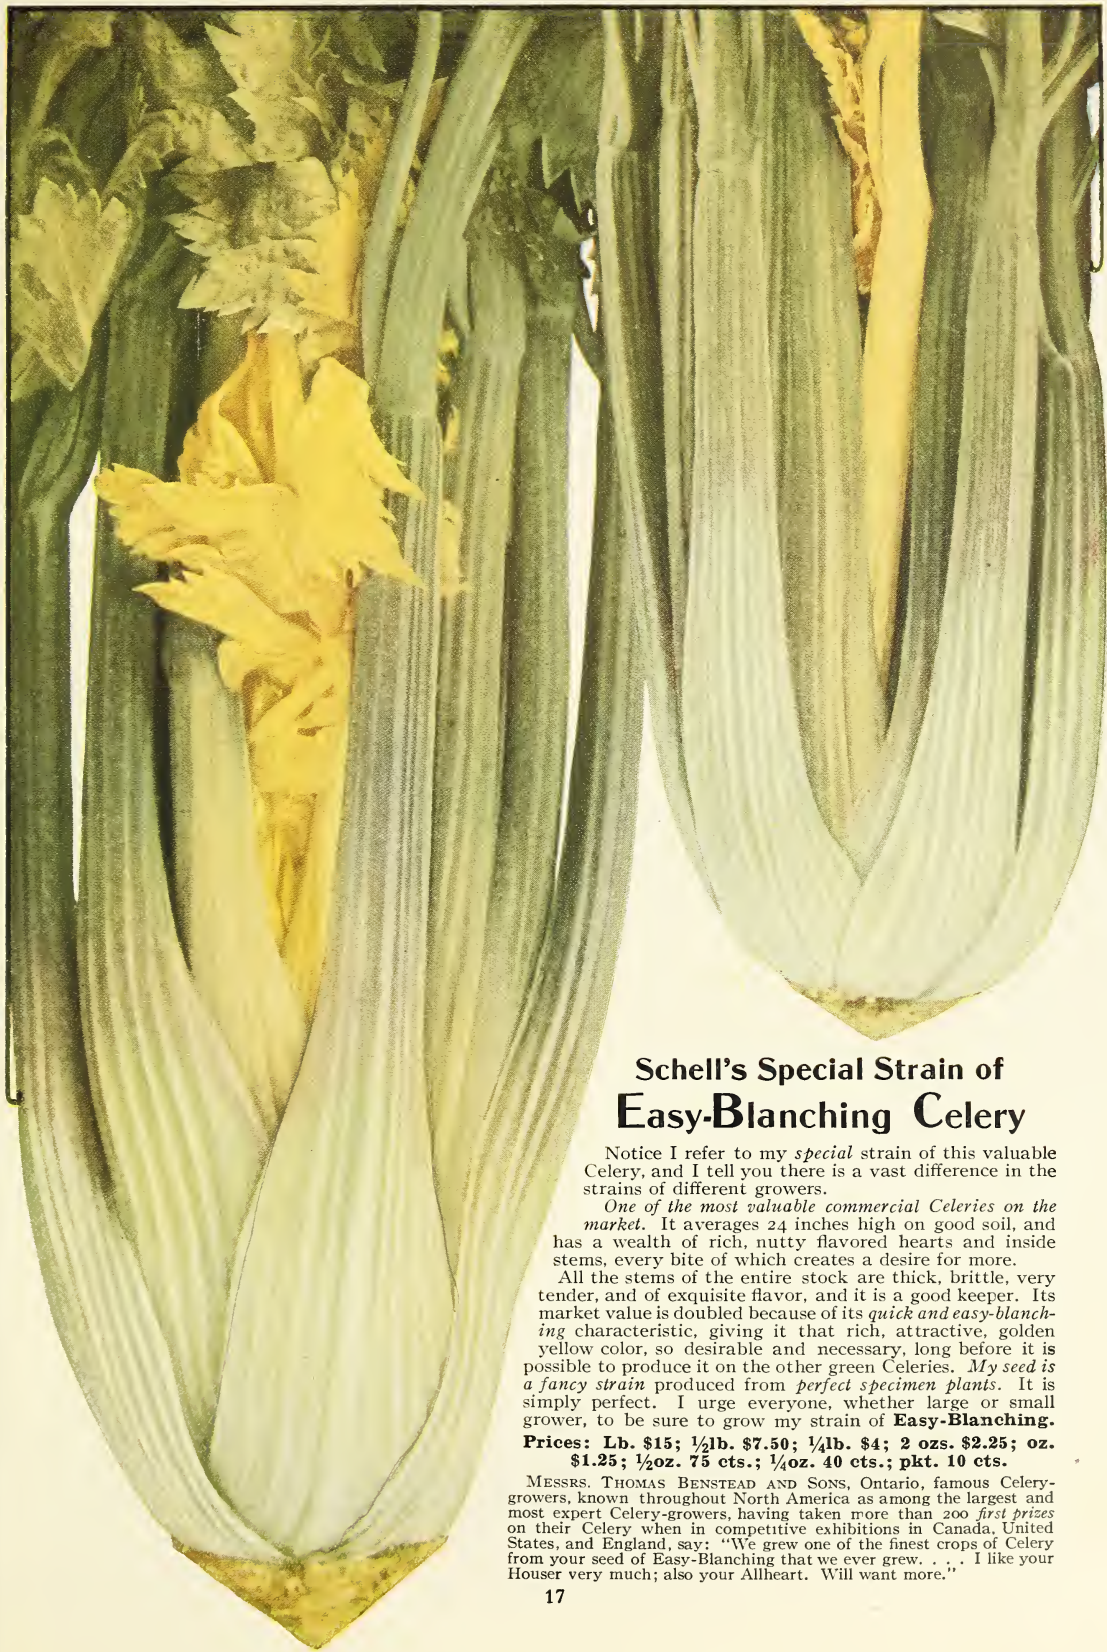 Schell's Special Strain of
Easy-Blanching Celery
Notice I refer to my special strain of this valuable
Celery, and I tell you there is a vast difference in the
strains of different growers.
One of the most valuable commercial Celeries on the
market. It averages 24 inches high on good soil, and
has a wealth of rich, nutty flavored hearts and inside
stems, every bite of which creates a desire for more.
All the stems of the entire stock are thick, brittle, very
tender, and of exquisite flavor, and it is a good keeper. Its
market value is doubled because of its quick and easy-blanch-
ing characteristic, giving it that rich, attractive, golden
yellow color, so desirable and necessary, long before it is
possible to produce it on the other green Celeries. My seed is
a fancy strain produced from perfect specimen plants. It is
simply perfect. I urge everyone, whether large or small
grower, to be sure to grow my strain of Easy-Blanching.
Prices: Lb. $15; ½lb. $7.50; ¼lb. $4; 2 ozs. $2.25; oz.
$1.25; ½oz. 75 cts.; ¼oz. 40 cts.; pkt. 10 cts.
Messrs. Thomas Benstead and Sons, Ontario, famous Celery-
growers, known throughout North America as among the largest and
most expert Celery-growers, having taken more than 200 first prizes
on their Celery when in competitive exhibitions in Canada, United
States, and England, say: "We grew one of the finest crops of Celery
from your seed of Easy-Blanching that we ever grew. . . . I like your
Houser very much; also your Allheart. Will want more."
17